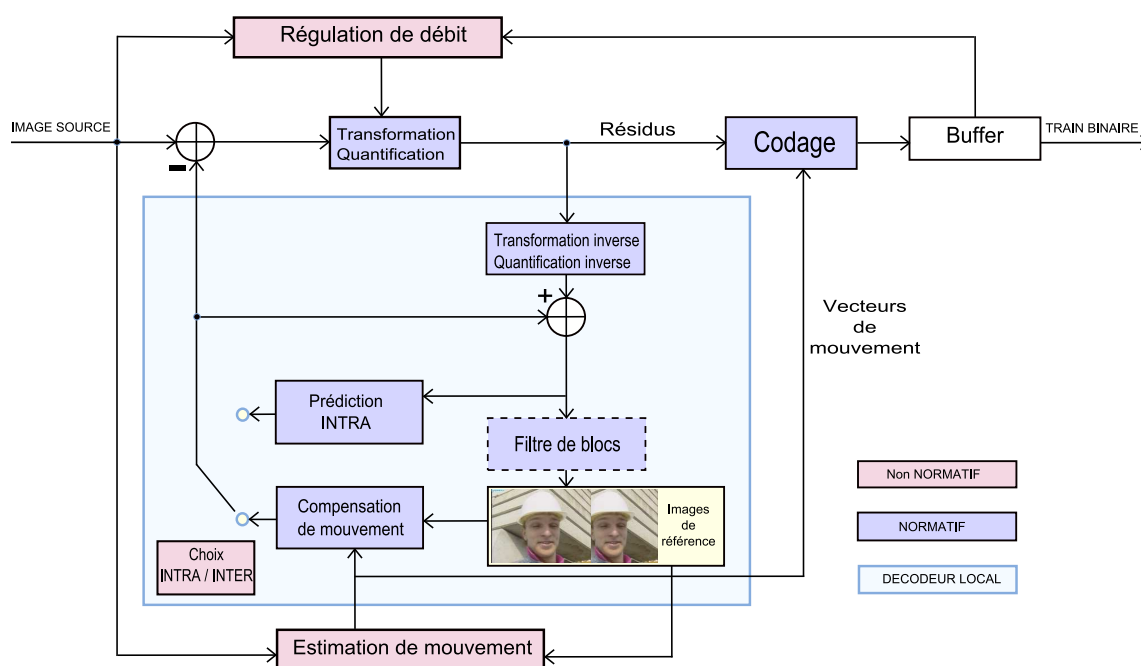 Régulation de débit
IMAGE SOURCE
Transformation
Quantification
Résidus
Codage
Buffer
TRAIN BINAIRE
Transformation inverse
Quantification inverse
+
Vecteurs
de
mouvement
Prédiction
INTRA
Filtre de blocs
Compensation
de mouvement
Images
de
référence
Choix
INTRA / INTER
Estimation de mouvement
Non NORMATIF
NORMATIF
DECODEUR LOCAL